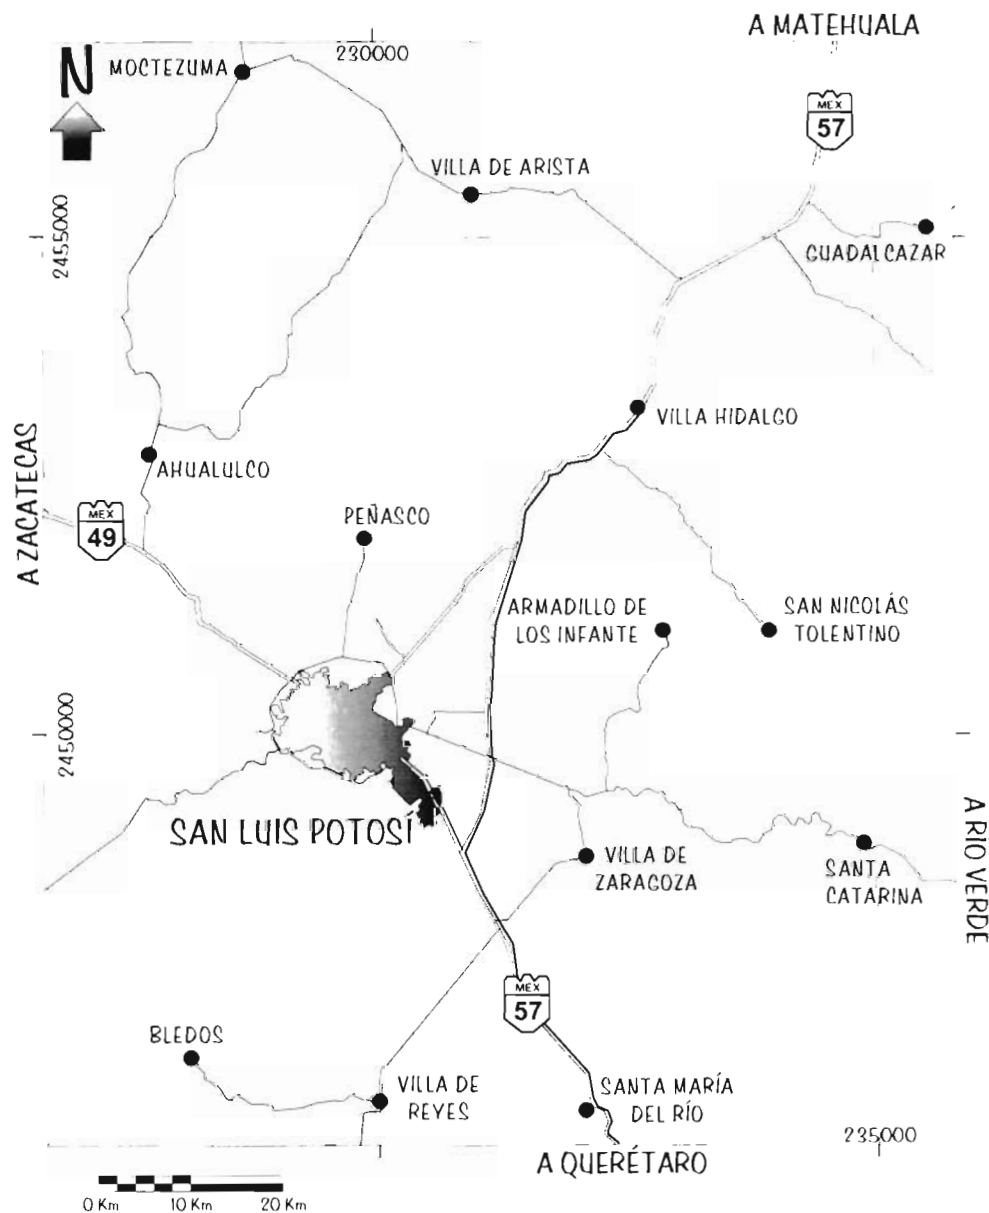 A MATEHUALA
230000
N
MOCTEZUMA
MEX
57
VILLA DE ARISTA
2455000
GUADALCAZAR
VILLA HIDALGO
A ZACATECAS
AHUALULCO
MEX
49
PEÑASCO
ARMADILLO DE
LOS INFANTE
SAN NICOLÁS
TOLENTINO
2450000
SAN LUIS POTOSÍ
VILLA DE
ZARAGOZA
SANTA
CATARINA
A RIO VERDE
MEX
57
BLEDOS
VILLA DE
REYES
SANTA MARÍA
DEL RÍO
235000
A QUERÉTARO
0 Km 10 Km 20 Km